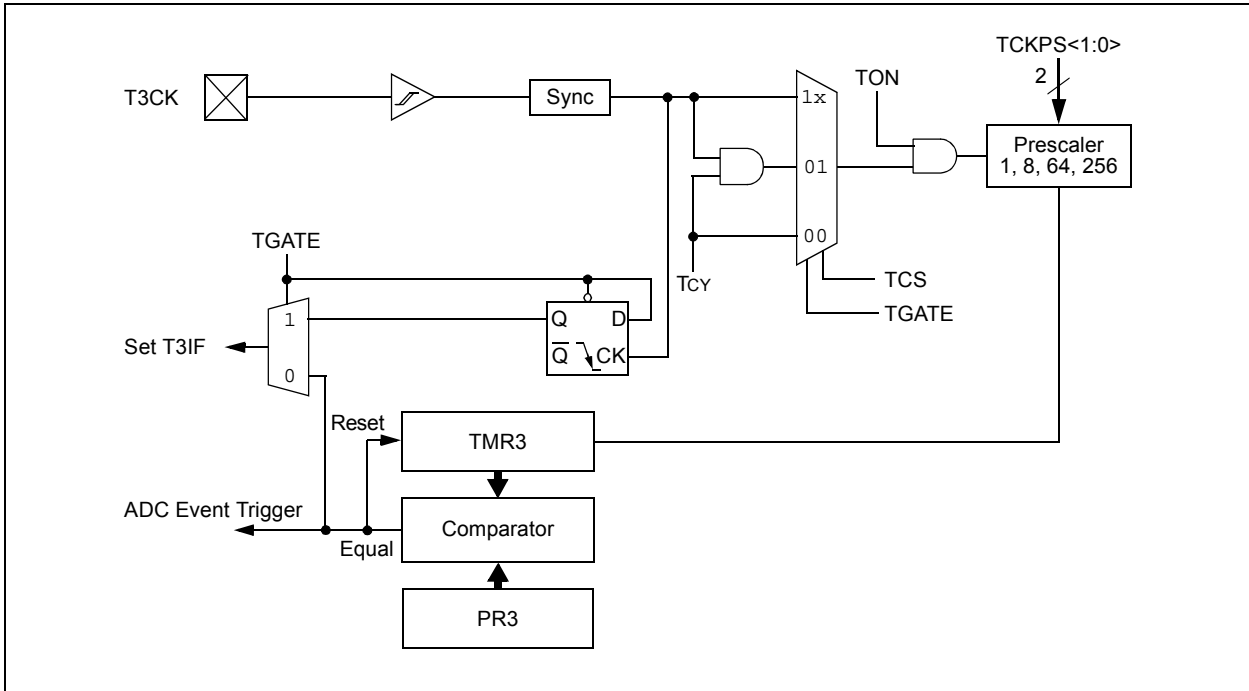 TCKPS<1:0>
2
TON
T3CK
Sync
1x
Prescaler
1, 8, 64, 256
01
00
TGATE
TCY
TCS
TGATE
1
Q
D
Set T3IF
Q
CK
0
Reset
TMR3
ADC Event Trigger
Equal
Comparator
PR3